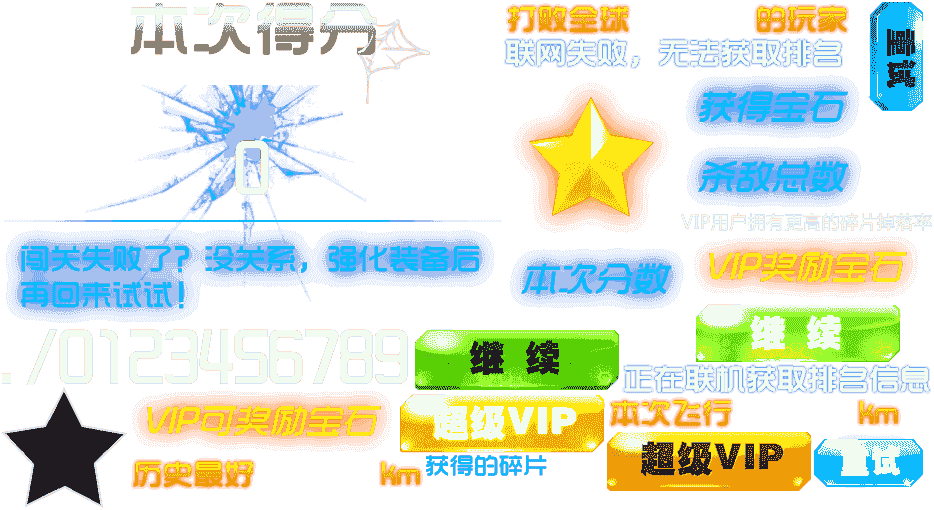 本次得分
打败全球 的玩家
联网失败，无法获取排名
重试
获得宝石
0
杀敌总数
VIP用户拥有更高的碎片掉落率
闯关失败了？没关系，强化装备后
再回来试试！
本次分数
VIP奖励宝石
继 续
./0123456789
继 续
正在联机获取排名信息
VIP可奖励宝石
超级VIP
本次飞行 km
历史最好 km
获得的碎片
超级VIP
重试